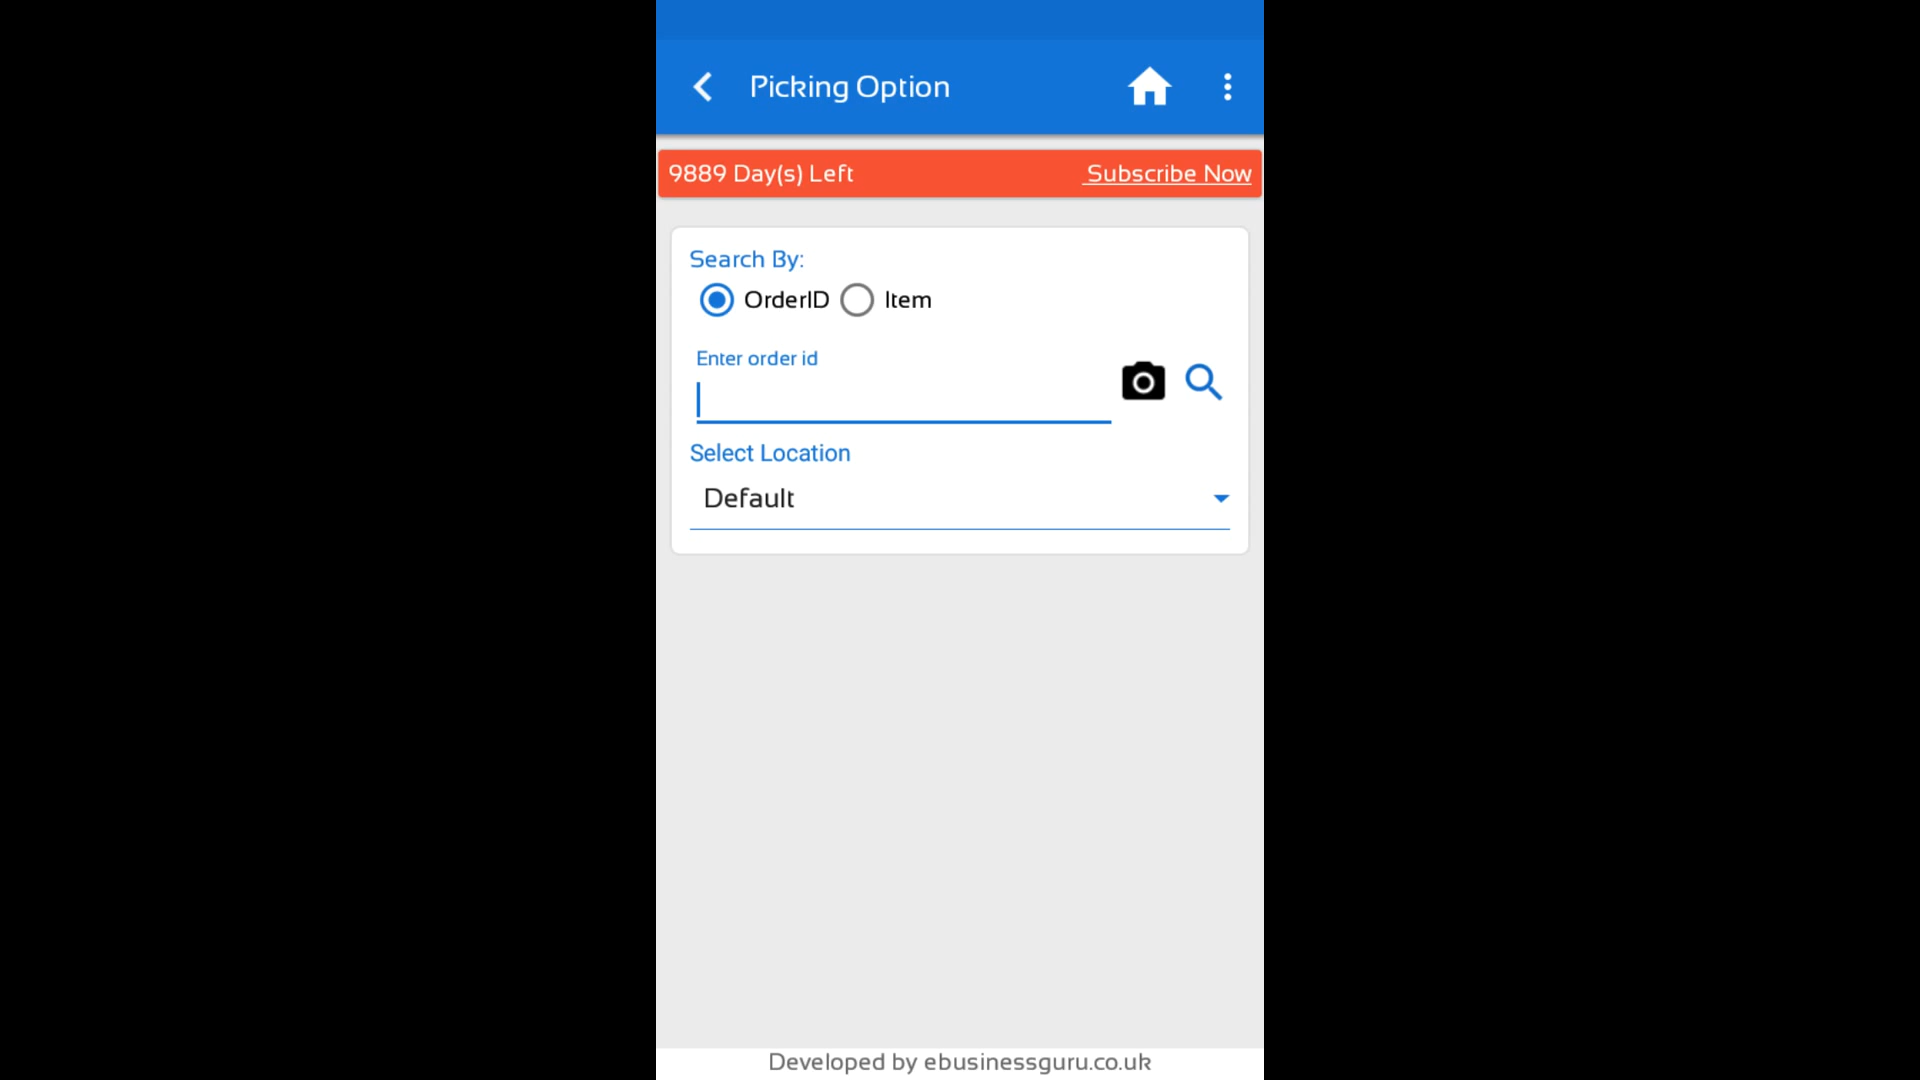 Picking Option
9889 Day(s) Left Subscribe Now
Search By:
OrderID Item
Enter order id
Select Location
Default
Developed by ebusinessguru.co.uk